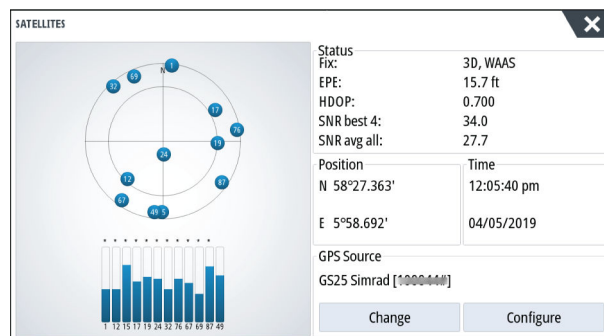 SATELLITES
N
1
69
32
17
76
19
24
12
87
67
49 5
* * * * * * * * * * *
1 12 15 17 19 24 32 76 67 69 87 49
Status
Fix: 3D, WAAS
EPE: 15.7 ft
HDOP: 0.700
SNR best 4: 34.0
SNR avg all: 27.7
Position
N 58°27.363'
E 5°58.692'
Time
12:05:40 pm
04/05/2019
GPS Source
GS25 Simrad [
Change
Configure